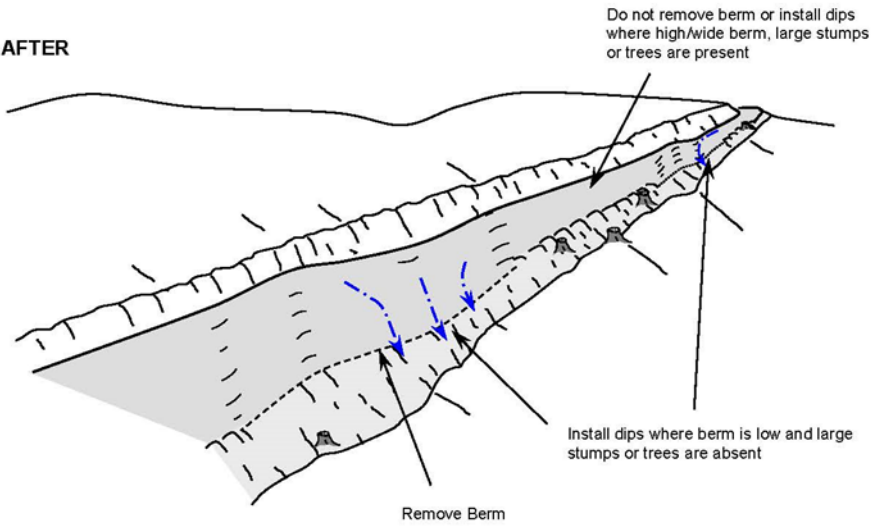 Do not remove berm or install dips
where high/wide berm, large stumps
or trees are present
AFTER
Install dips where berm is low and large
stumps or trees are absent
Remove Berm